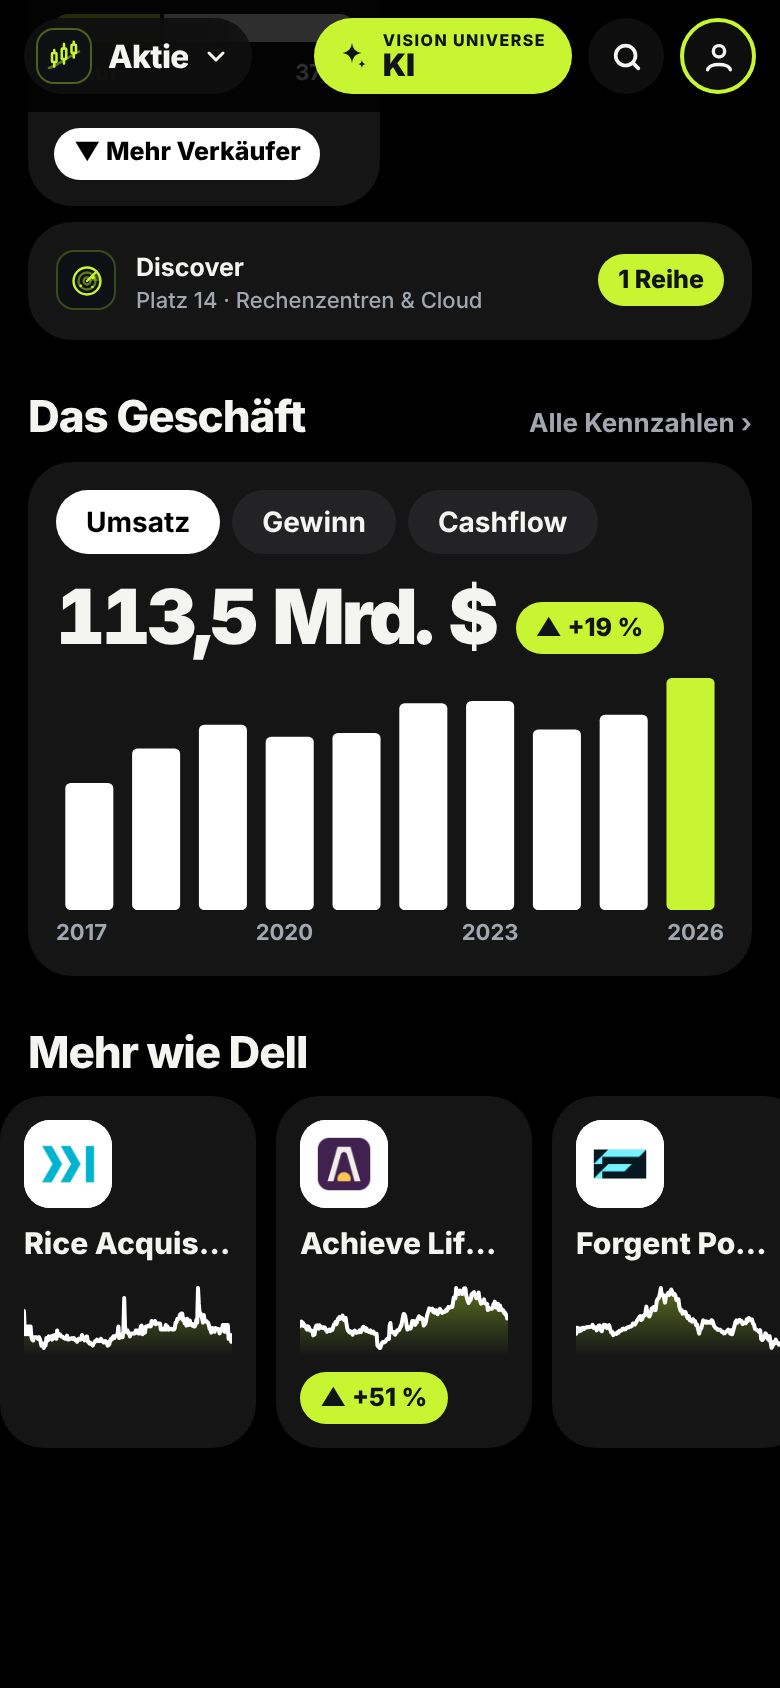 Aktie
VISION UNIVERSE
KI
▼ Mehr Verkäufer
Discover
Platz 14 · Rechenzentren & Cloud
1 Reihe
Das Geschäft
Alle Kennzahlen ›
Umsatz
Gewinn
Cashflow
113,5 Mrd. $
▲ +19 %
2017
2020
2023
2026
Mehr wie Dell
Rice Acquis...
Achieve Lif...
Forgent Po...
▲ +51 %